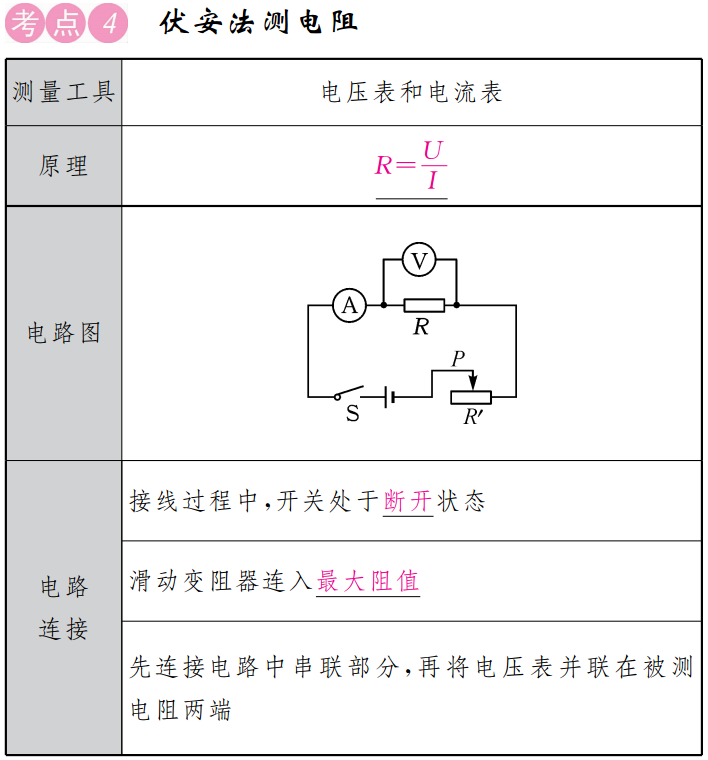 考点4 伏安法测电阻
测量工具 电压表和电流表
原理 R=U/I
电路图
V
A
R
P
S
R′
电路连接
接线过程中,开关处于断开状态
滑动变阻器连入最大阻值
先连接电路中串联部分,再将电压表并联在被测
电阻两端